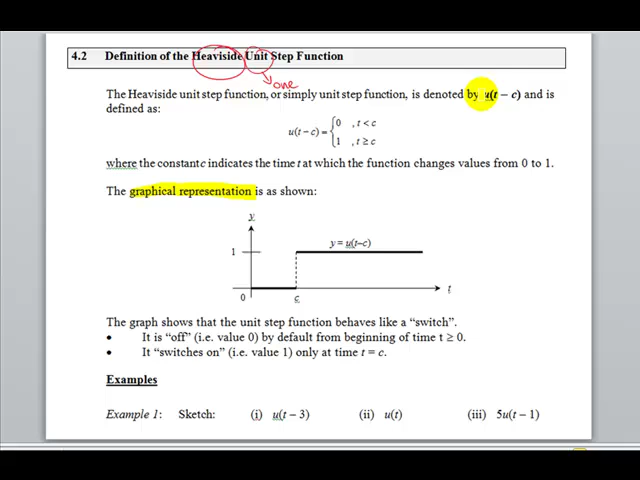 4.2 Definition of the Heaviside Unit Step Function
one
The Heaviside unit step function, or simply unit step function, is denoted by u(t − c) and is
defined as:
u(t − c) = { 0 , t < c
1 , t ≥ c
where the constant c indicates the time t at which the function changes values from 0 to 1.
The graphical representation is as shown:
y
1
y = u(t–c)
0
c
t
The graph shows that the unit step function behaves like a “switch”.
• It is “off” (i.e. value 0) by default from beginning of time t ≥ 0.
• It “switches on” (i.e. value 1) only at time t = c.
Examples
Example 1: Sketch: (i) u(t − 3) (ii) u(t) (iii) 5u(t − 1)